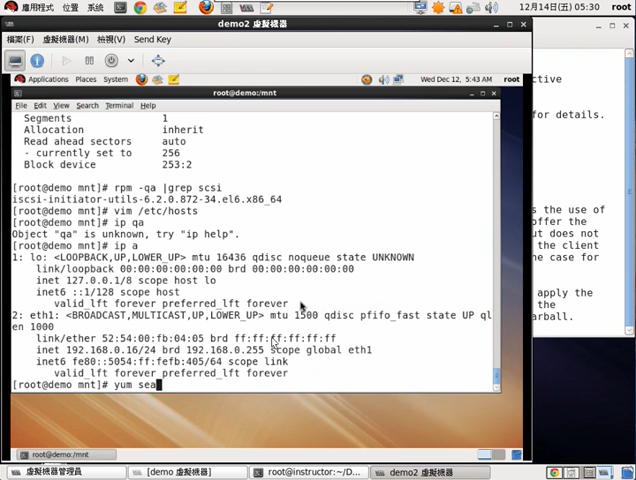 應用程式 位置 系統 12月14日(五) 05:30 root
demo2 虛擬機器
檔案(F) 虛擬機器(M) 檢視(V) Send Key
Applications Places System Wed Dec 12, 5:43 AM root
root@demo:/mnt
File Edit View Search Terminal Help
Segments 1
Allocation inherit
Read ahead sectors auto
- currently set to 256
Block device 253:2
[root@demo mnt]# rpm -qa |grep scsi
iscsi-initiator-utils-6.2.0.872-34.el6.x86_64
[root@demo mnt]# vim /etc/hosts
[root@demo mnt]# ip qa
Object "qa" is unknown, try "ip help".
[root@demo mnt]# ip a
1: lo: <LOOPBACK,UP,LOWER_UP> mtu 16436 qdisc noqueue state UNKNOWN
link/loopback 00:00:00:00:00:00 brd 00:00:00:00:00:00
inet 127.0.0.1/8 scope host lo
inet6 ::1/128 scope host
valid_lft forever preferred_lft forever
2: eth1: <BROADCAST,MULTICAST,UP,LOWER_UP> mtu 1500 qdisc pfifo_fast state UP ql
en 1000
link/ether 52:54:00:fb:04:05 brd ff:ff:ff:ff:ff:ff
inet 192.168.0.16/24 brd 192.168.0.255 scope global eth1
inet6 fe80::5054:ff:fefb:405/64 scope link
valid_lft forever preferred_lft forever
[root@demo mnt]# yum sea
root@demo:/mnt
ective
for details.
s the use of
offer the
ut does not
the client
e case for
apply the
arball.
虛擬機器管理員 [demo 虛擬機器] root@instructor:~/D... demo2 虛擬機器